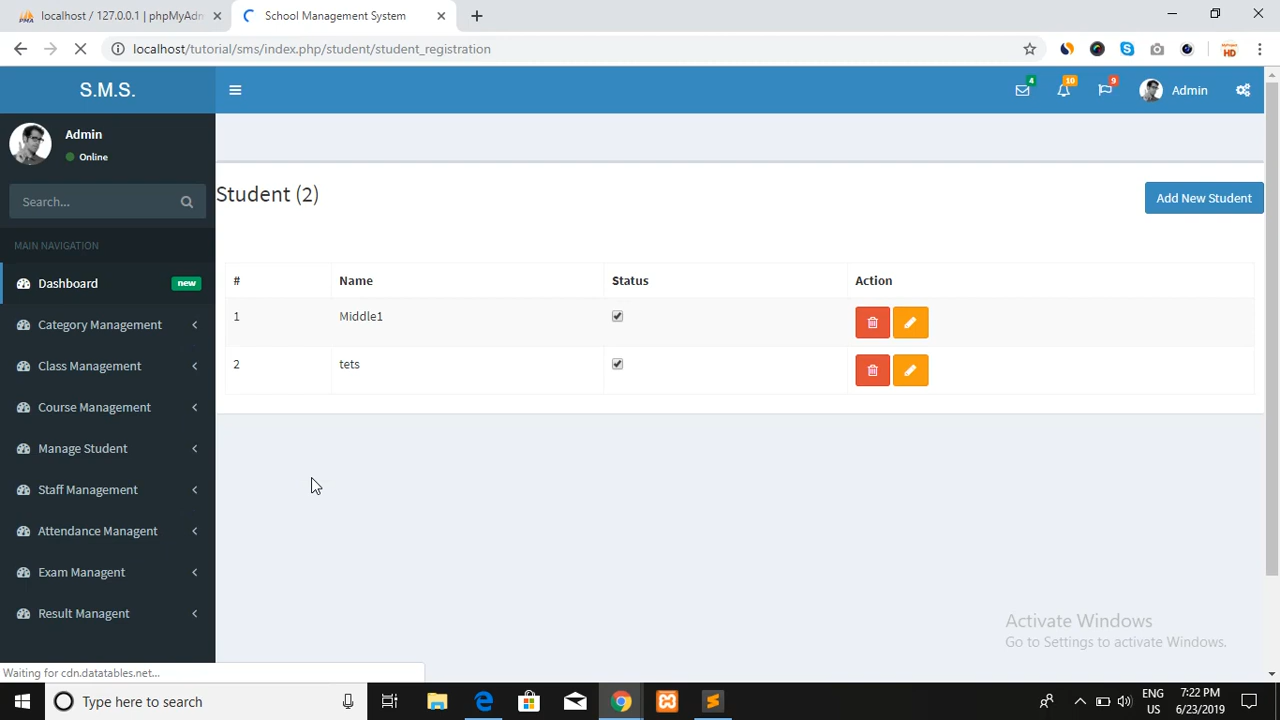 localhost / 127.0.0.1 | phpMyAdm
School Management System
localhost/tutorial/sms/index.php/student/student_registration
S.M.S.
4
10
9
Admin
Admin
Online
Search...
MAIN NAVIGATION
Dashboard
new
Category Management
Class Management
Course Management
Manage Student
Staff Management
Attendance Managent
Exam Managent
Result Managent
Student (2)
Add New Student
# Name Status Action
1 Middle1
2 tets
Activate Windows
Go to Settings to activate Windows.
Waiting for cdn.datatables.net...
Type here to search
ENG
US
7:22 PM
6/23/2019